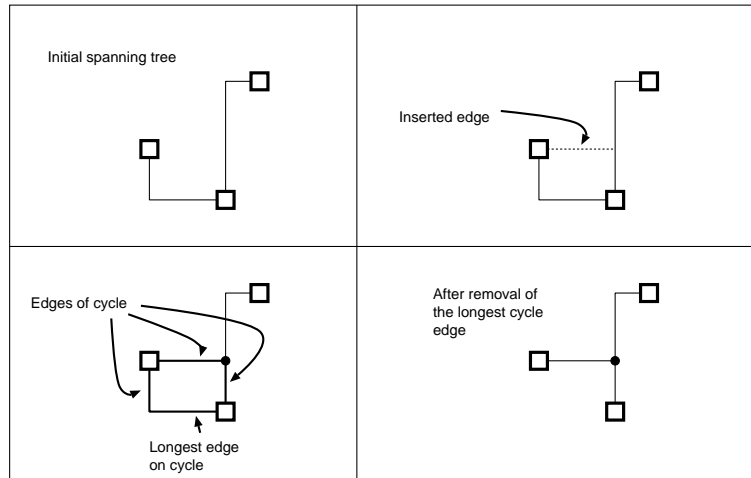 Initial spanning tree
Inserted edge
Edges of cycle
Longest edge
on cycle
After removal of
the longest cycle
edge